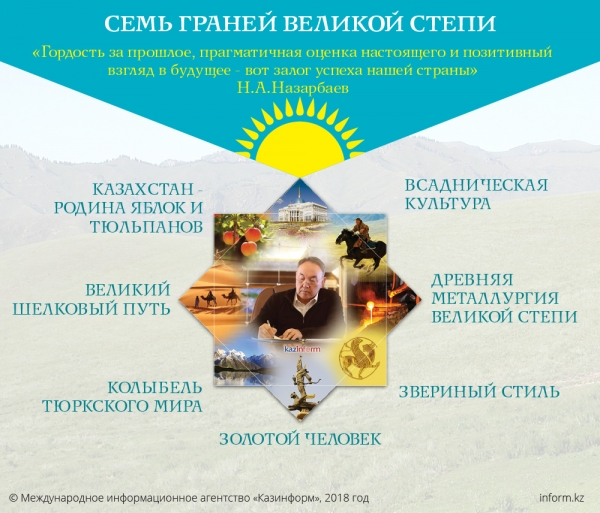 СЕМЬ ГРАНЕЙ ВЕЛИКОЙ СТЕПИ
«Гордость за прошлое, прагматичная оценка настоящего и позитивный
взгляд в будущее - вот залог успеха нашей страны»
Н.А.Назарбаев
КАЗАХСТАН -
РОДИНА ЯБЛОК И
ТЮЛЬПАНОВ
ВСАДНИЧЕСКАЯ
КУЛЬТУРА
ВЕЛИКИЙ
ШЕЛКОВЫЙ ПУТЬ
ДРЕВНЯЯ
МЕТАЛЛУРГИЯ
ВЕЛИКОЙ СТЕПИ
kazinform
КОЛЫБЕЛЬ
ТЮРКСКОГО МИРА
ЗВЕРИНЫЙ СТИЛЬ
ЗОЛОТОЙ ЧЕЛОВЕК
© Международное информационное агентство «Казинформ», 2018 год
inform.kz